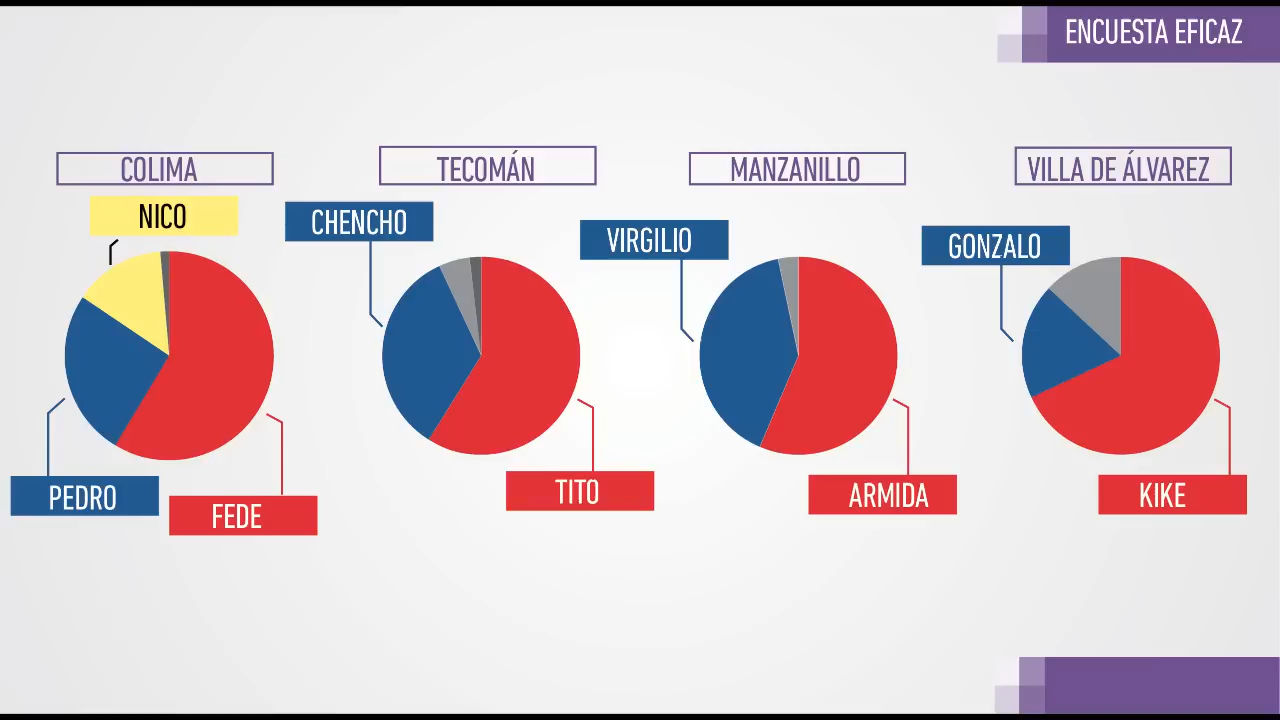 ENCUESTA EFICAZ
COLIMA
TECOMÁN
MANZANILLO
VILLA DE ÁLVAREZ
NICO
CHENCHO
VIRGILIO
GONZALO
PEDRO
FEDE
TITO
ARMIDA
KIKE